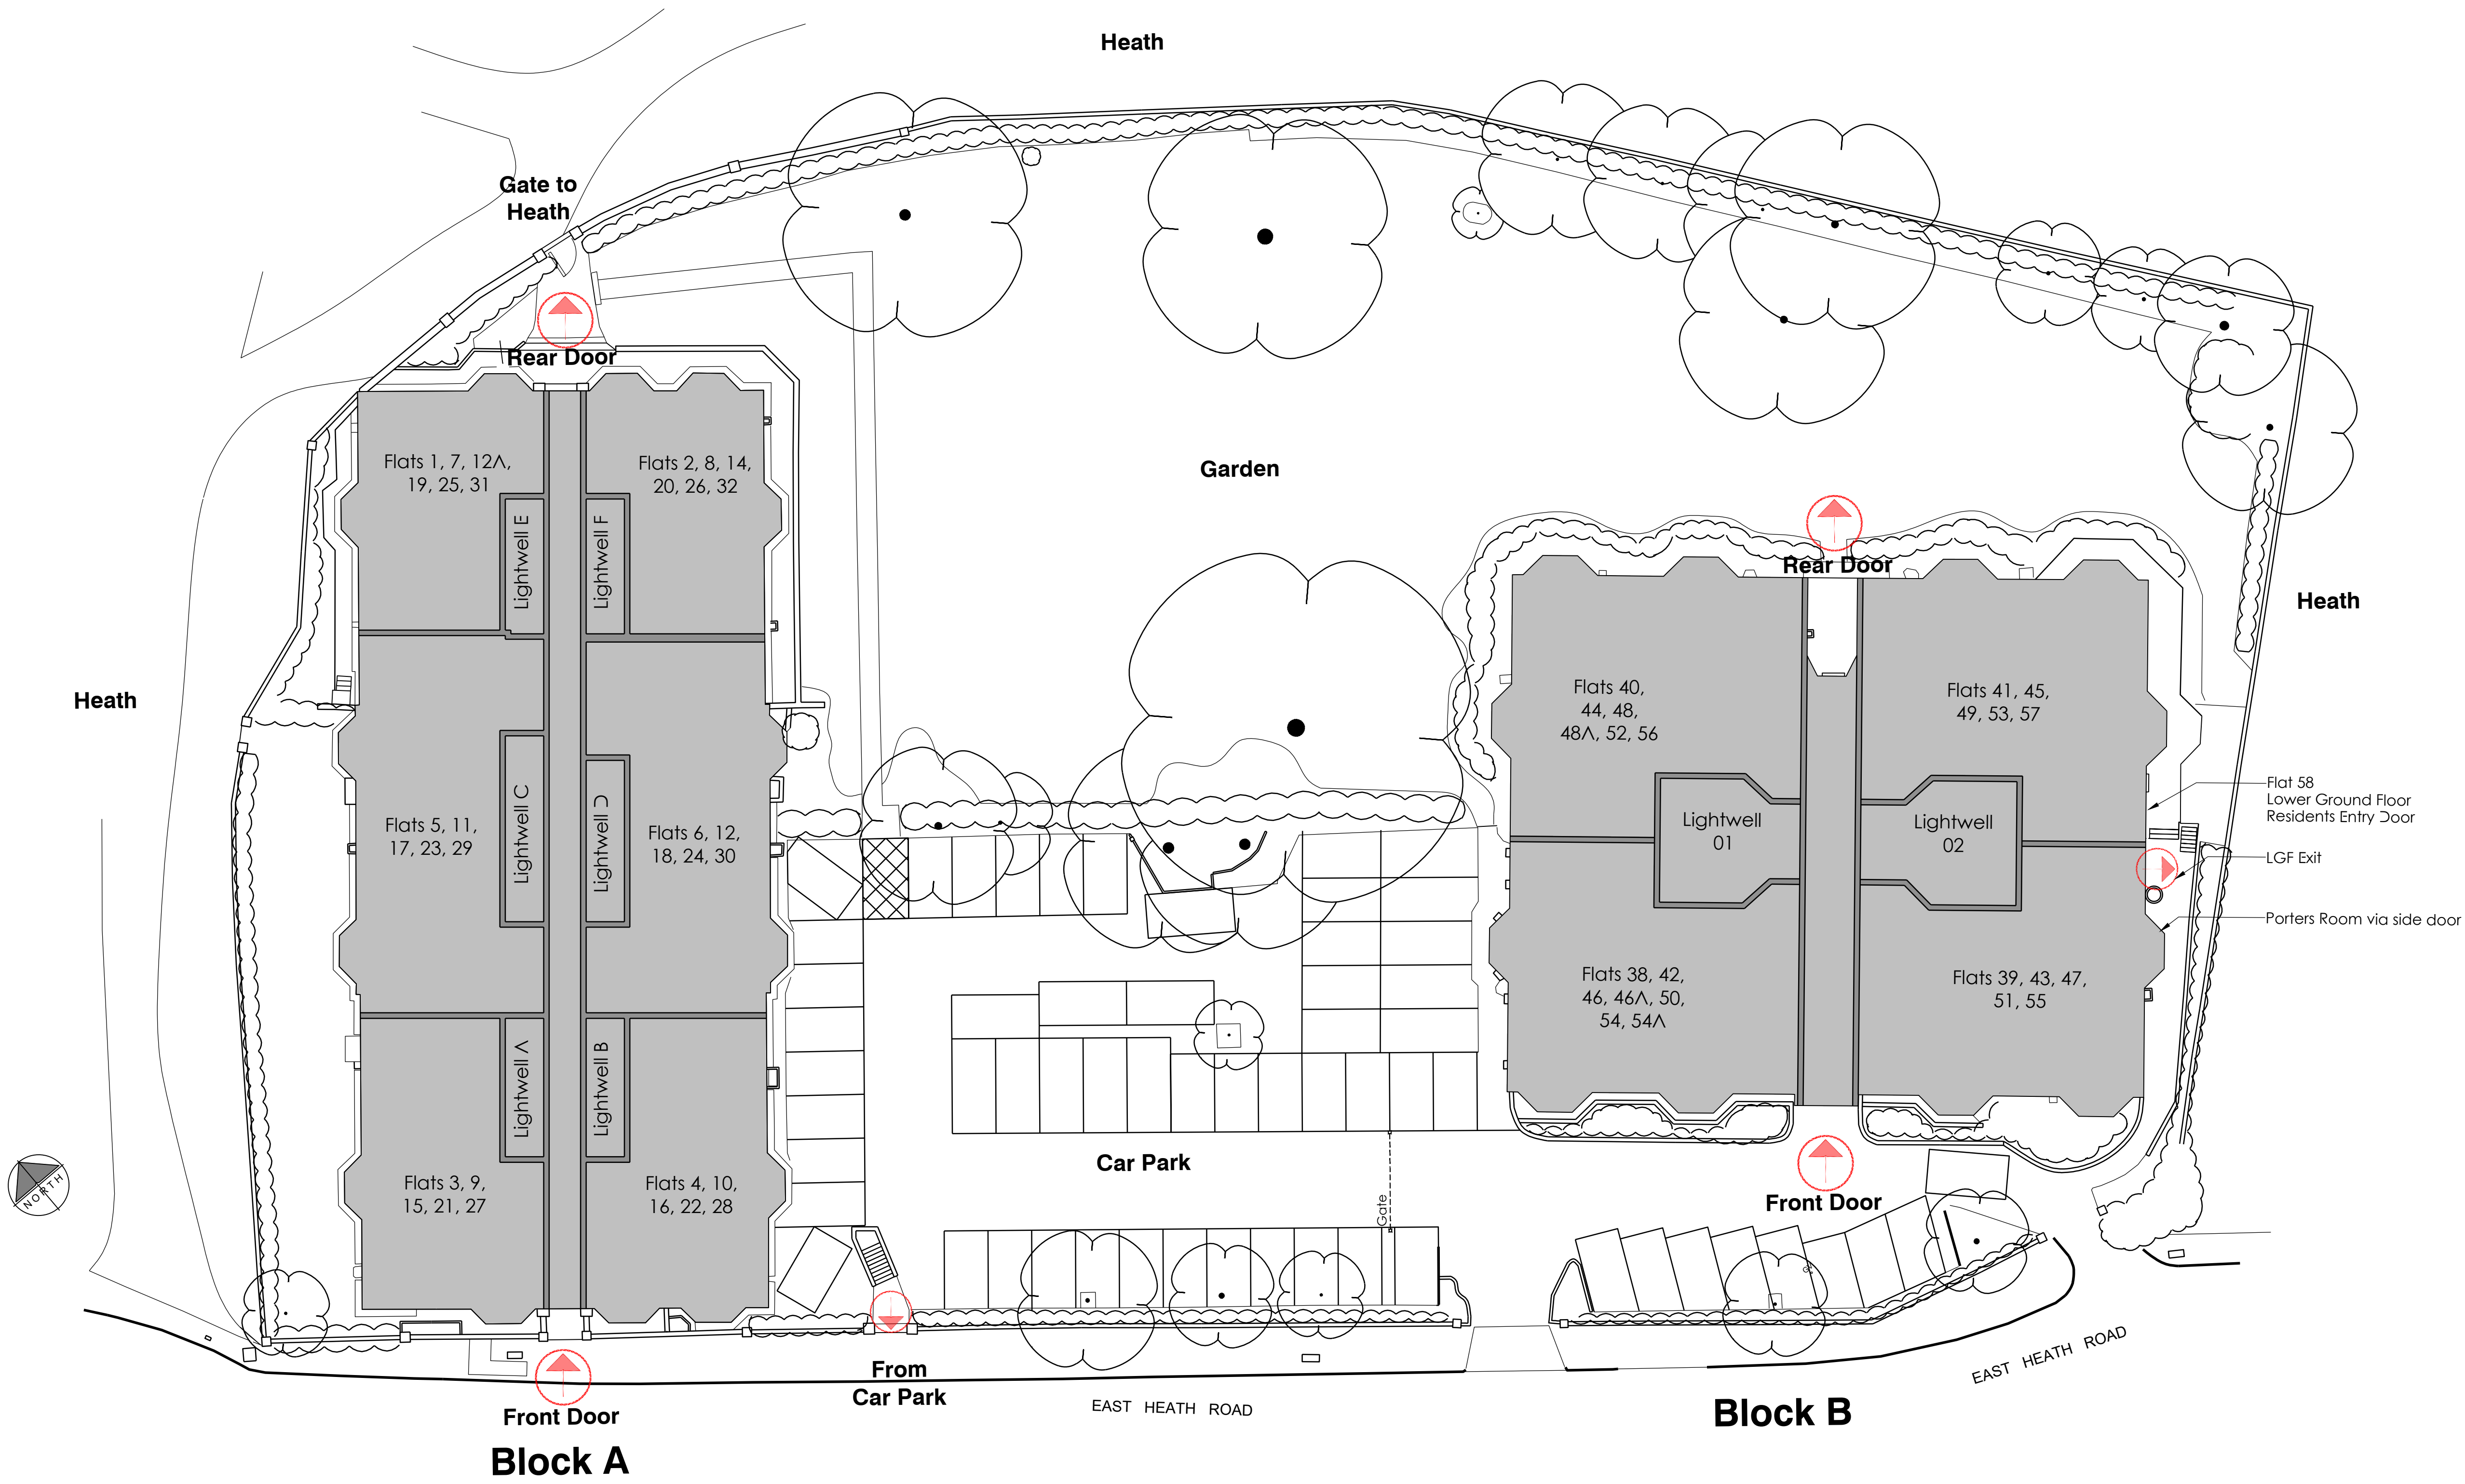 Heath
Gate to
Heath
Rear Door
Flats 1, 7, 12Λ,
19, 25, 31
Flats 2, 8, 14,
20, 26, 32
Lightwell E
Lightwell F
Garden
Rear Door
Heath
Heath
Flats 40,
44, 48,
48Λ, 52, 56
Flats 41, 45,
49, 53, 57
Flats 5, 11,
17, 23, 29
Lightwell C
Lightwell Ɔ
Flats 6, 12,
18, 24, 30
Lightwell
01
Lightwell
02
Flat 58
Lower Ground Floor
Residents Entry Ɔoor
LGF Exit
Porters Room via side door
Flats 38, 42,
46, 46Λ, 50,
54, 54Λ
Flats 39, 43, 47,
51, 55
Lightwell Λ
Lightwell B
Flats 3, 9,
15, 21, 27
Flats 4, 10,
16, 22, 28
NORTH
Car Park
Gate
Front Door
From
Car Park
EAST HEATH ROAD
EAST HEATH ROAD
Front Door
Block A
Block B